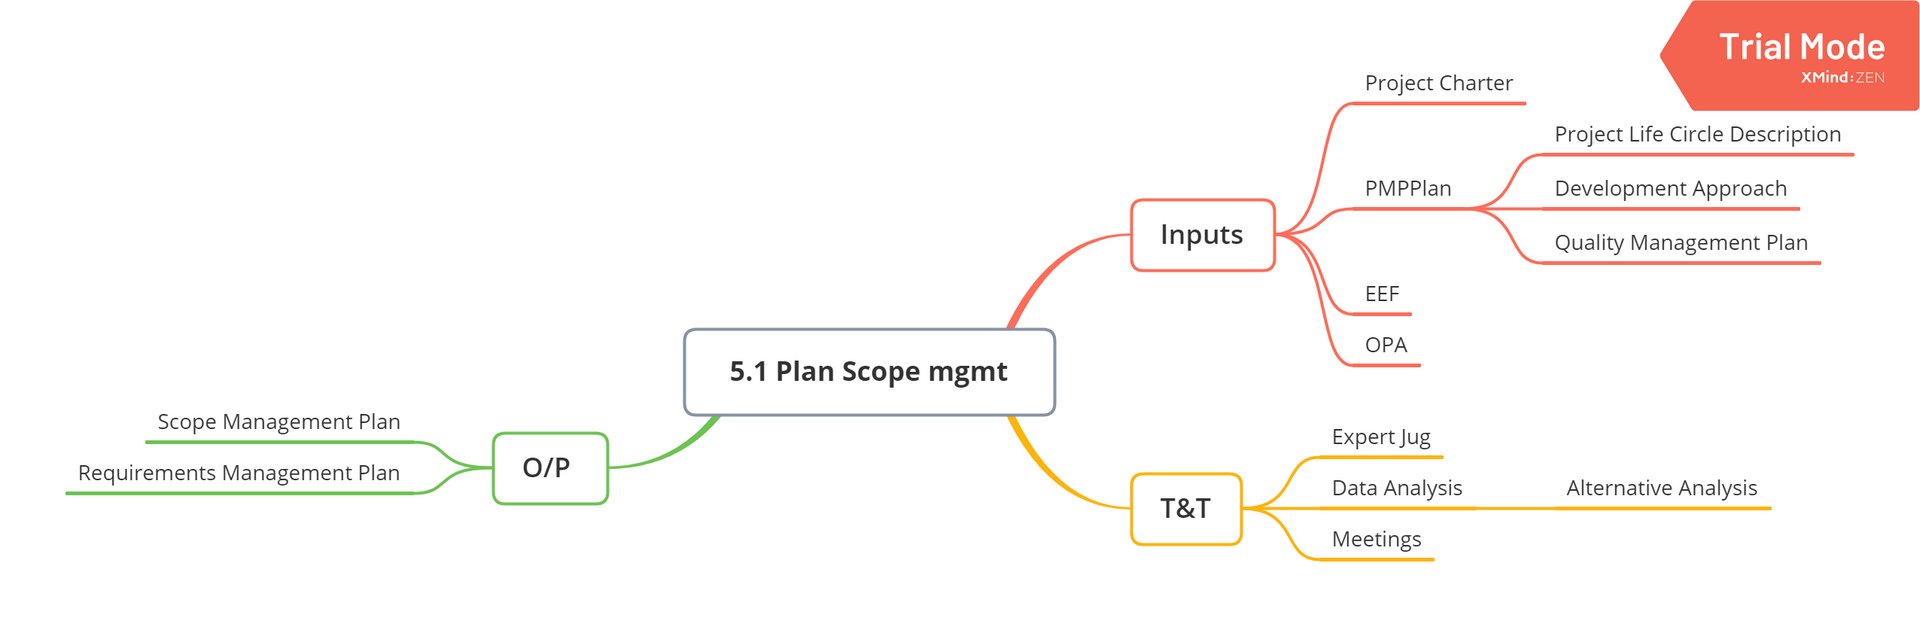 Trial Mode
XMind:ZEN
Project Charter
Project Life Circle Description
PMPPlan
Development Approach
Quality Management Plan
Inputs
EEF
OPA
5.1 Plan Scope mgmt
Scope Management Plan
O/P
Requirements Management Plan
Expert Jug
Data Analysis
Alternative Analysis
T&T
Meetings